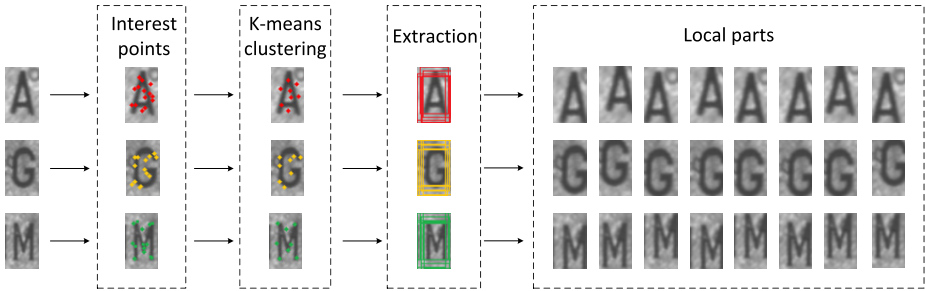 Interest
points
K-means
clustering
Extraction
Local parts
A A A A A A A A A A A A
G G G G G G G G G G G G
M M M M M M M M M M M M